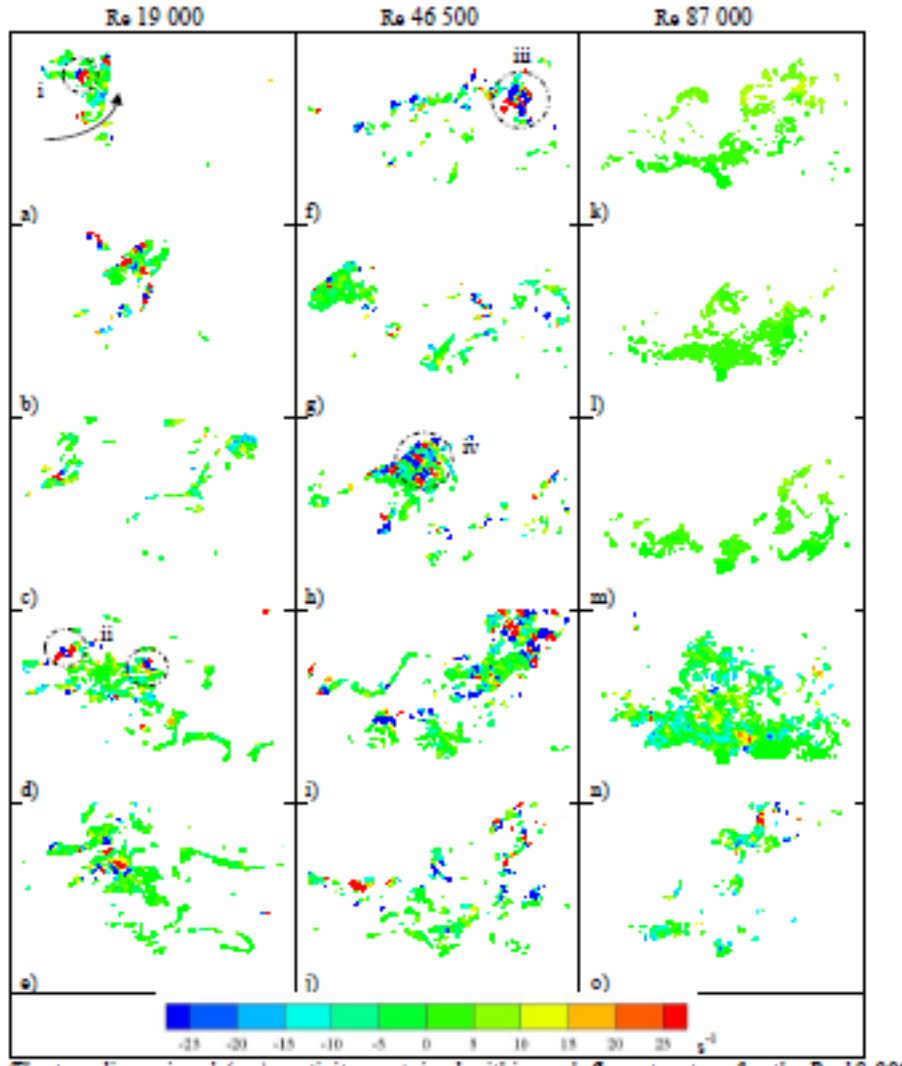 Re 19 000 Re 46 500 Re 87 000
i iii
a) f) k)
b) g) l)
iv
c) h) m)
ii
d) i) n)
e) j) o)
-25 -20 -15 -10 -5 0 5 10 15 20 25 s⁻¹